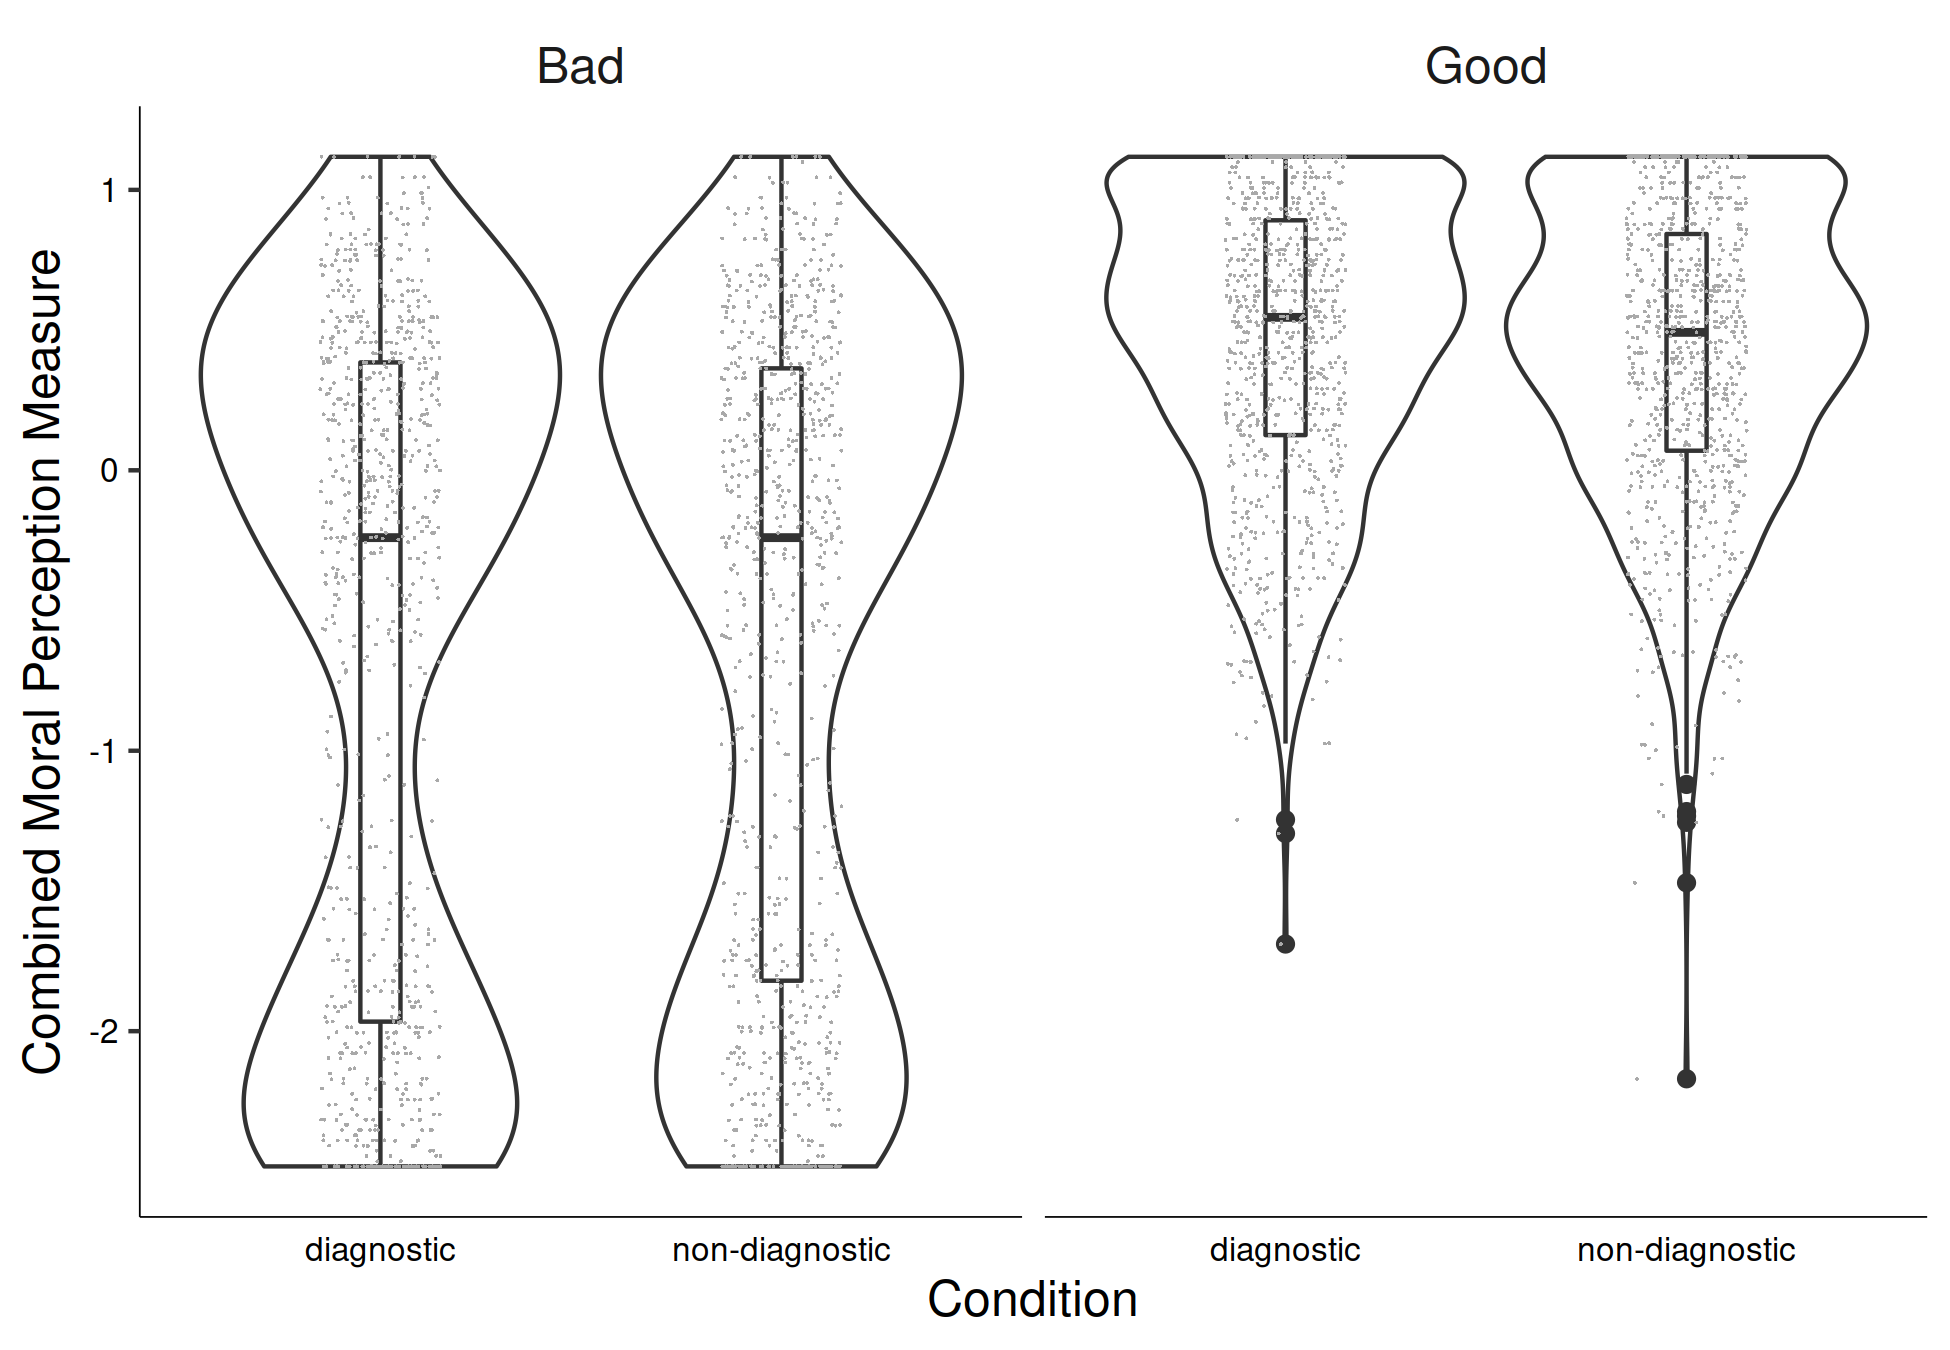 Bad
Good
Combined Moral Perception Measure
1
0
-1
-2
diagnostic
non-diagnostic
diagnostic
non-diagnostic
Condition